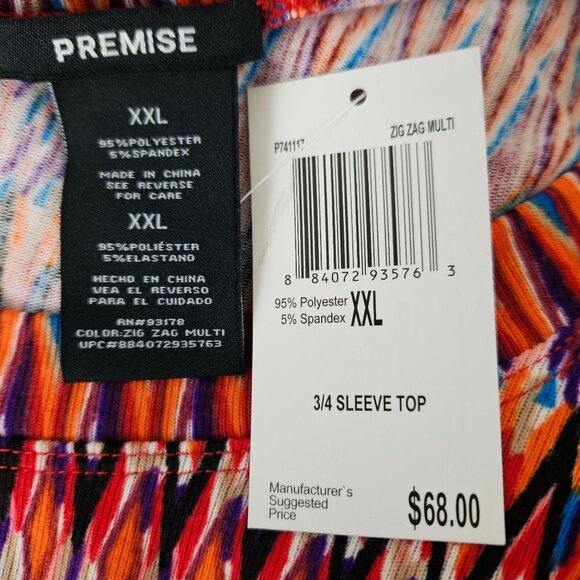 PREMISE
XXL
95%POLYESTER
5%SPANDEX
MADE IN CHINA
SEE REVERSE
FOR CARE
XXL
95%POLIÉSTER
5%ELASTANO
HECHO EN CHINA
VEA EL REVERSO
PARA EL CUIDADO
RN#93178
COLOR:ZIG ZAG MULTI
UPC#884072935763
P741117 ZIG ZAG MULTI
8 84072 93576 3
95% Polyester
5% Spandex XXL
3/4 SLEEVE TOP
Manufacturer`s
Suggested
Price $68.00